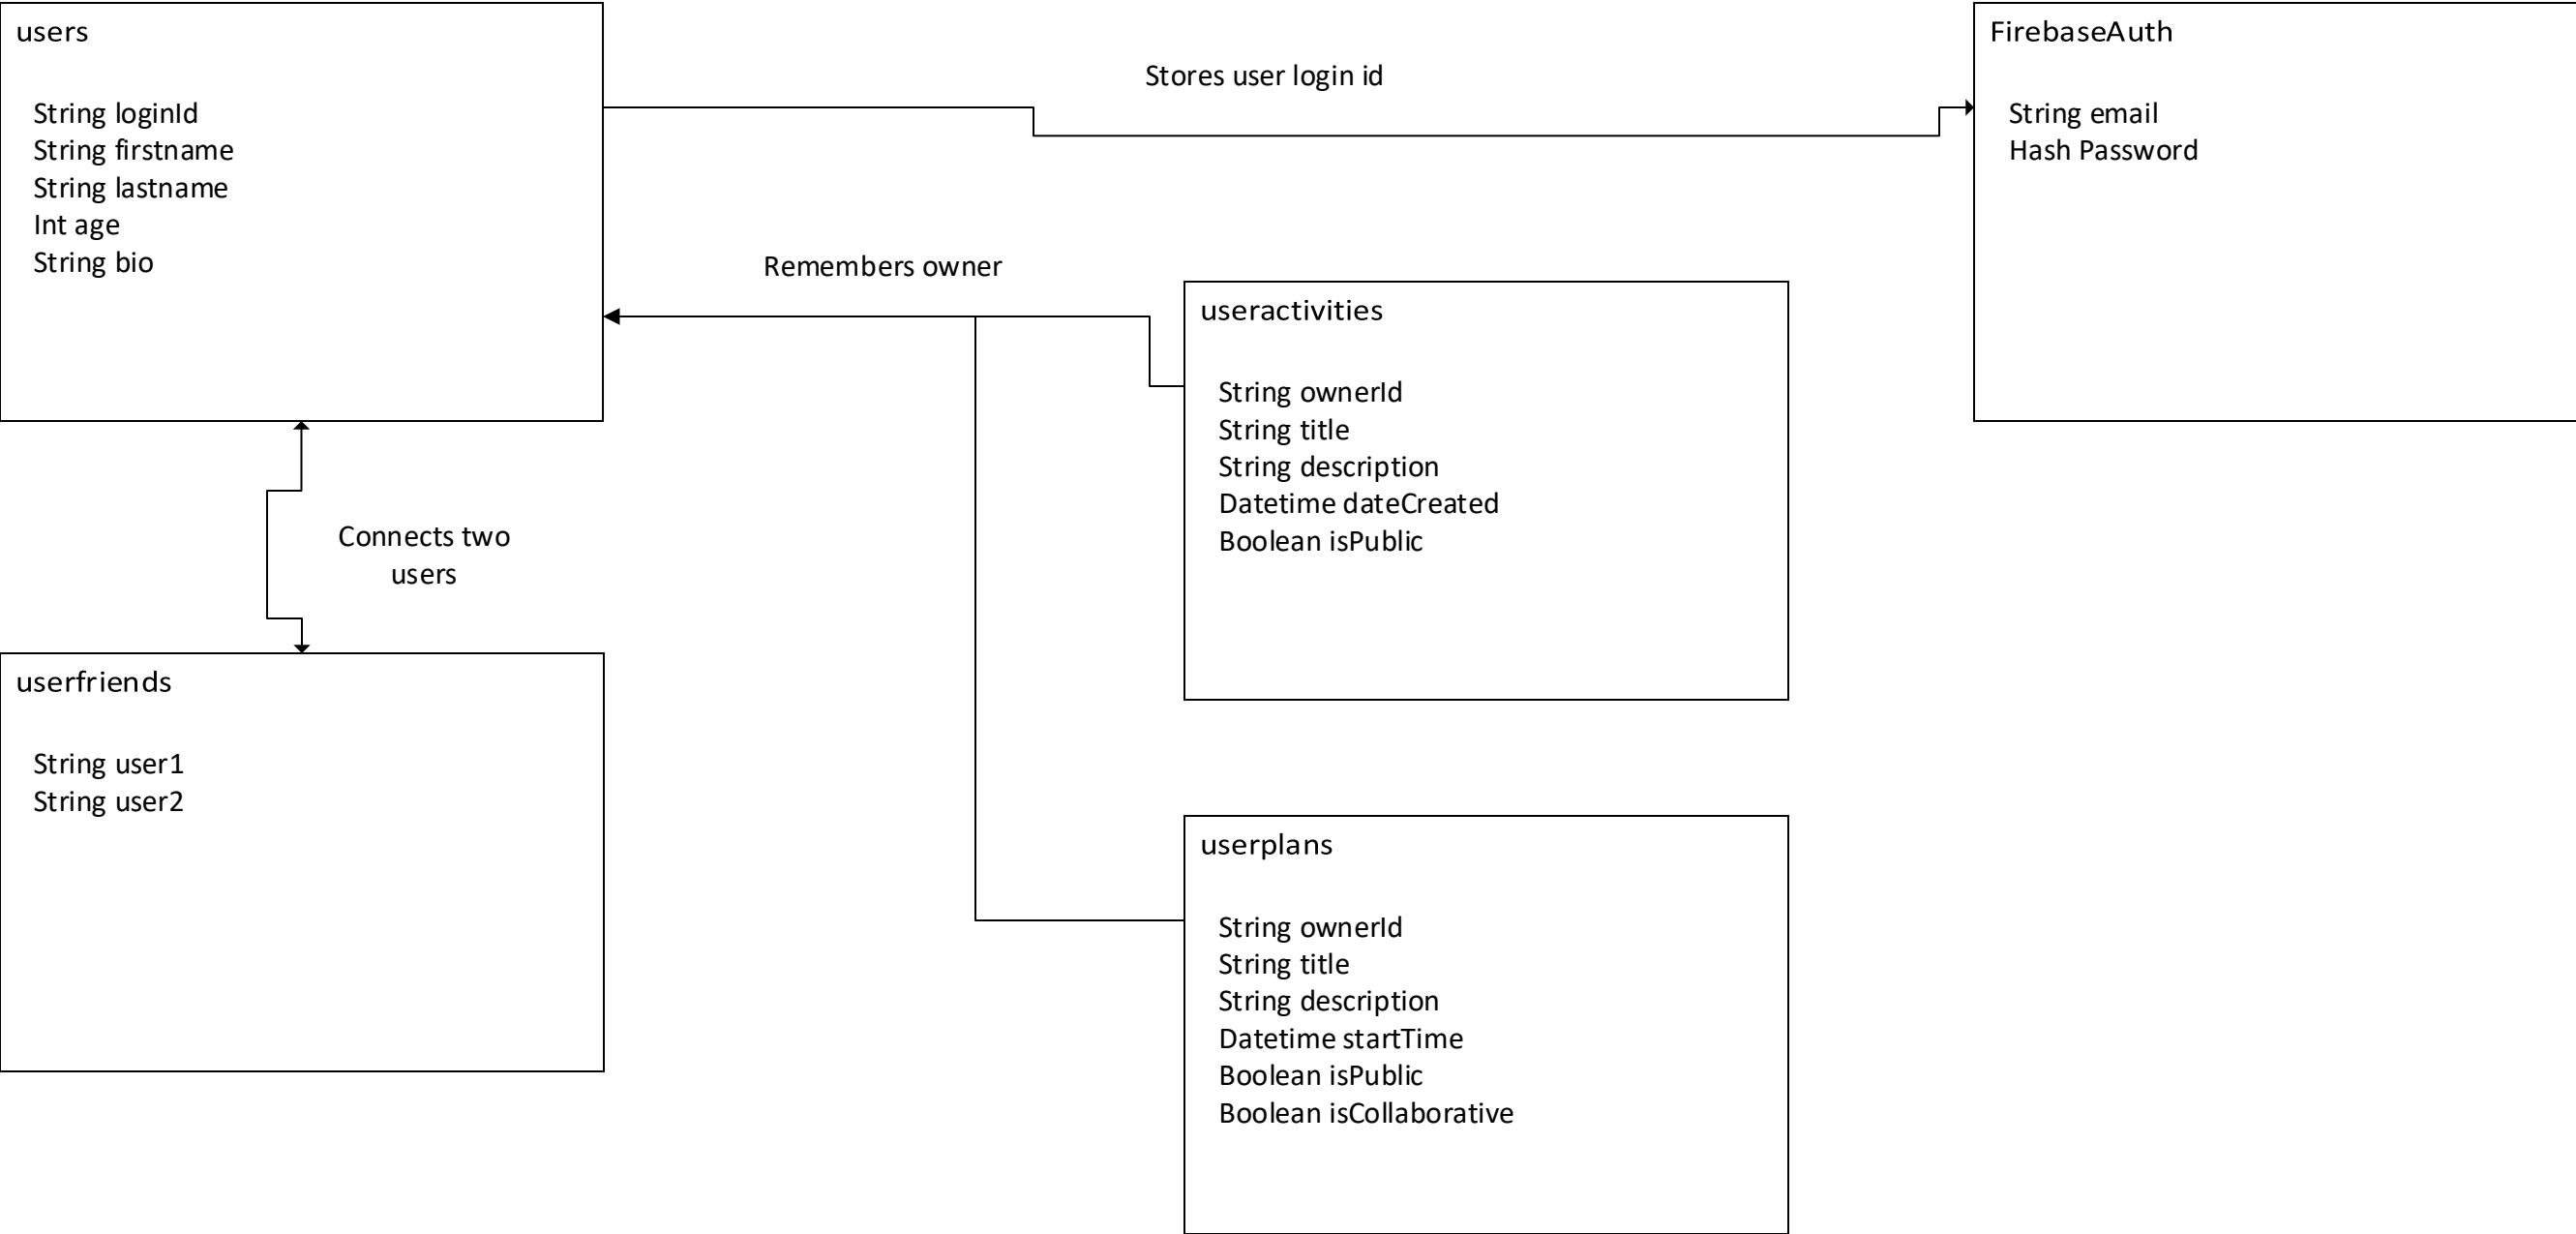 users
String loginId
String firstname
String lastname
Int age
String bio
Stores user login id
FirebaseAuth
String email
Hash Password
Remembers owner
useractivities
String ownerId
String title
String description
Datetime dateCreated
Boolean isPublic
Connects two
users
userfriends
String user1
String user2
userplans
String ownerId
String title
String description
Datetime startTime
Boolean isPublic
Boolean isCollaborative